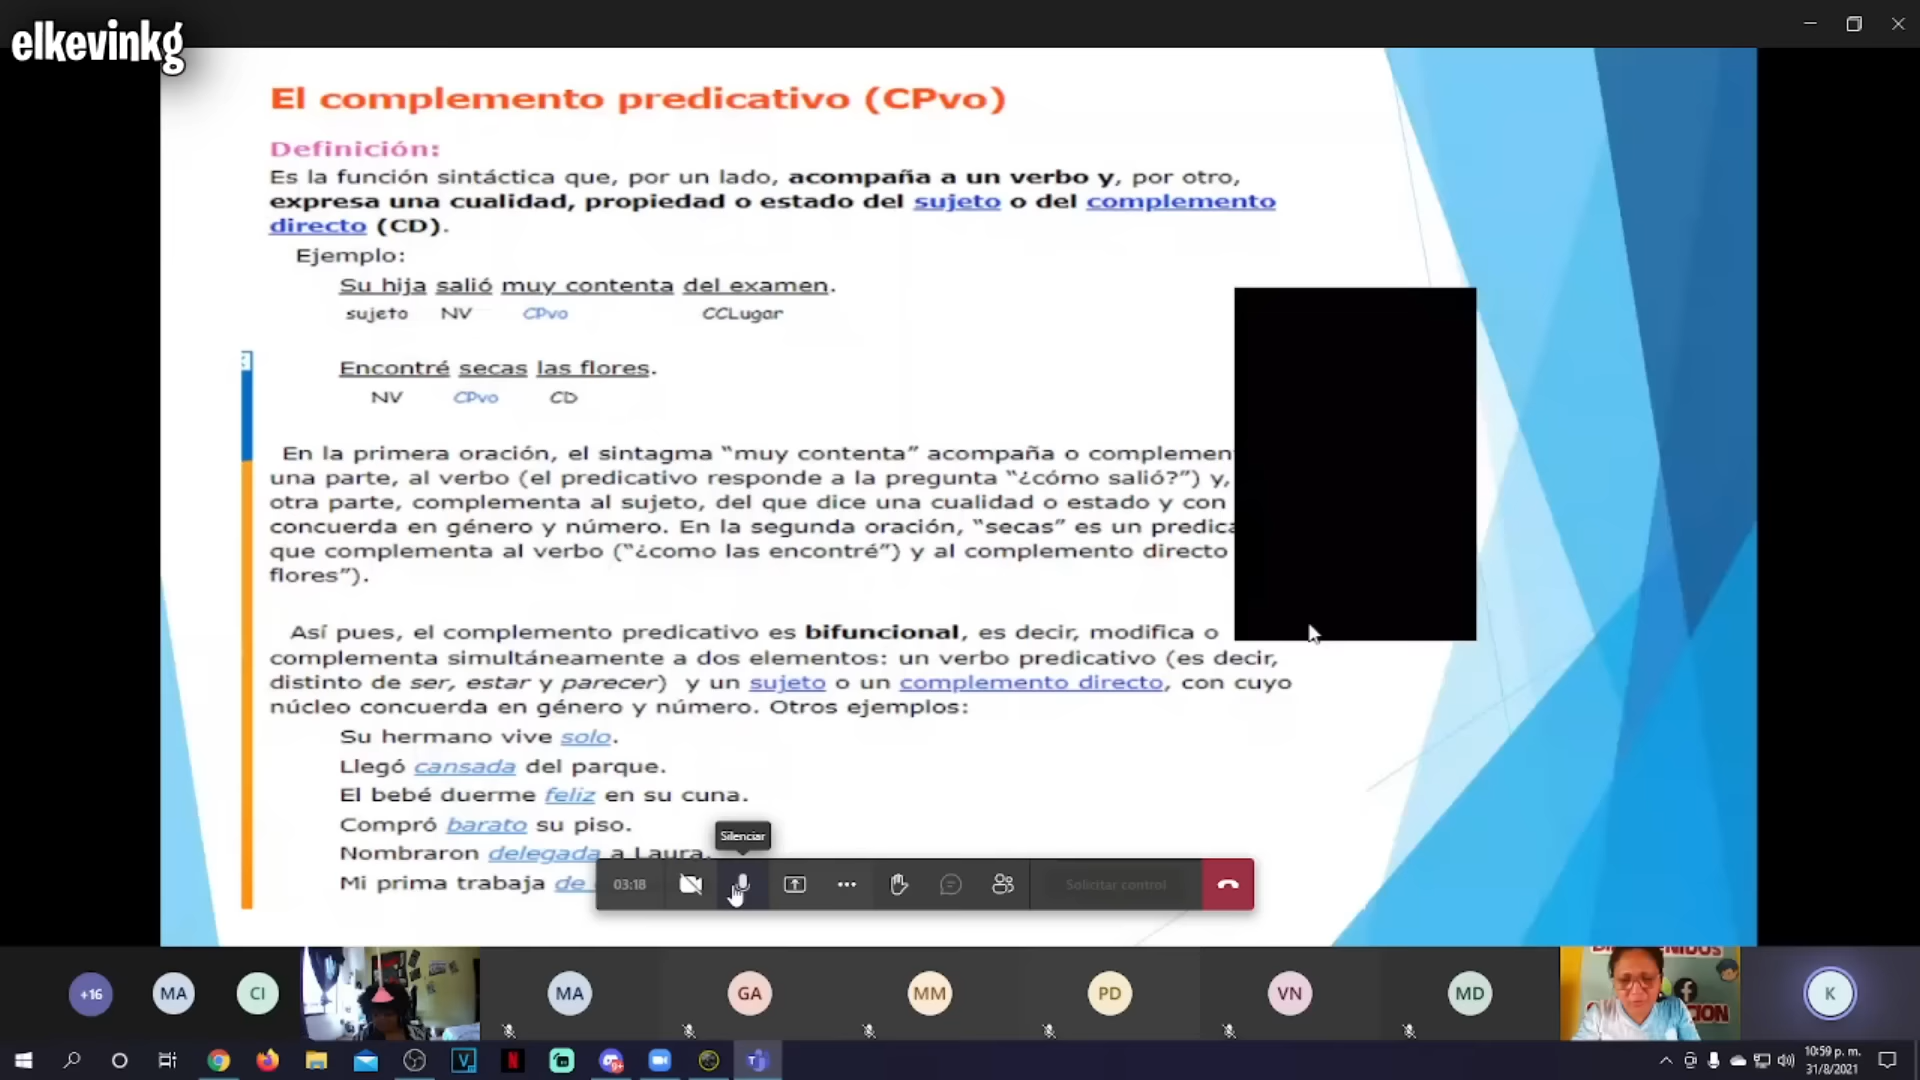 elkevinkg
El complemento predicativo (CPvo)
Definición:
Es la función sintáctica que, por un lado, acompaña a un verbo y, por otro,
expresa una cualidad, propiedad o estado del sujeto o del complemento
directo (CD).
Ejemplo:
Su hija salió muy contenta del examen.
sujeto NV CPvo CCLugar
Encontré secas las flores.
NV CPvo CD
En la primera oración, el sintagma “muy contenta” acompaña o complemen
una parte, al verbo (el predicativo responde a la pregunta “¿cómo salió?”) y,
otra parte, complementa al sujeto, del que dice una cualidad o estado y con
concuerda en género y número. En la segunda oración, “secas” es un predica
que complementa al verbo (“¿como las encontré”) y al complemento directo
flores”).
Así pues, el complemento predicativo es bifuncional, es decir, modifica o
complementa simultáneamente a dos elementos: un verbo predicativo (es decir,
distinto de ser, estar y parecer) y un sujeto o un complemento directo, con cuyo
núcleo concuerda en género y número. Otros ejemplos:
Su hermano vive solo.
Llegó cansada del parque.
El bebé duerme feliz en su cuna.
Compró barato su piso.
Silenciar
Nombraron delegada a Laura.
Mi prima trabaja de
03:18 Solicitar control
+16 MA CI MA GA MM PD VN MD K
10:59 p. m.
31/8/2021